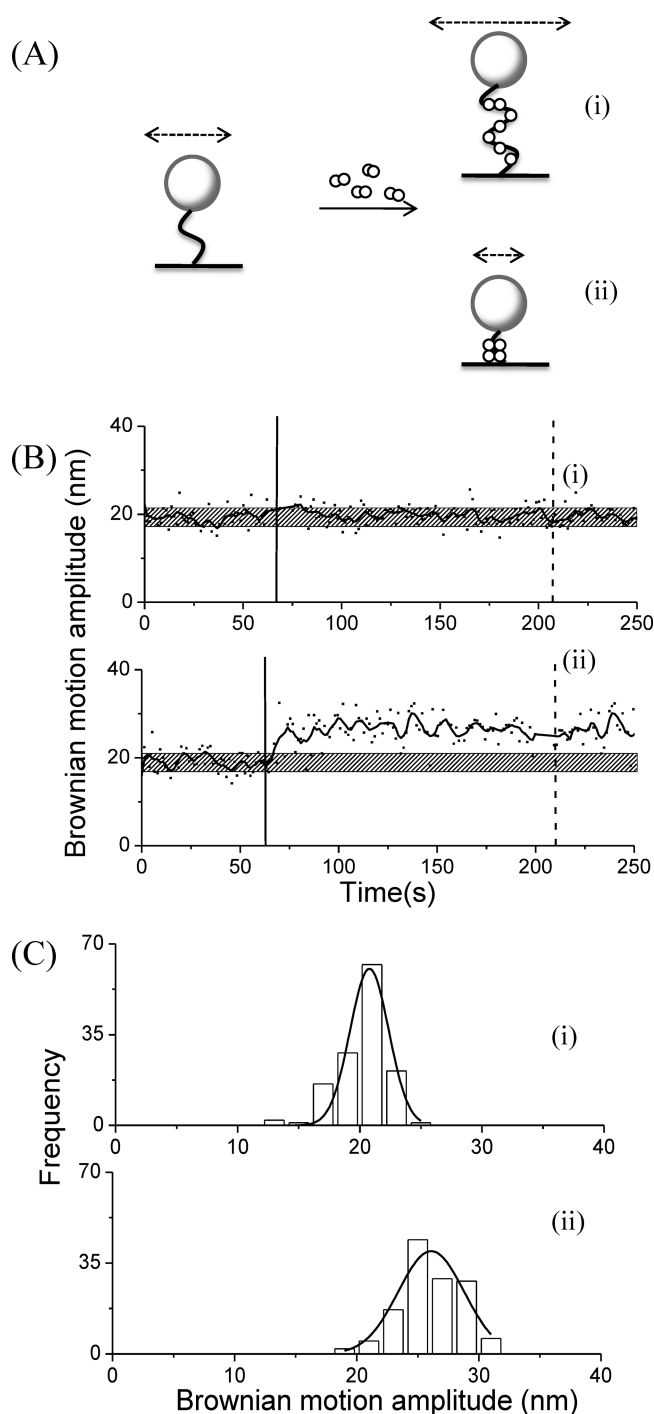 (A)
(i)
(ii)
(B)
Brownian motion amplitude (nm)
40
20
0
(i)
0 50 100 150 200 250
40
20
0
(ii)
0 50 100 150 200 250
Time(s)
(C)
Frequency
70
35
0
(i)
0 10 20 30 40
70
35
0
(ii)
0 10 20 30 40
Brownian motion amplitude (nm)